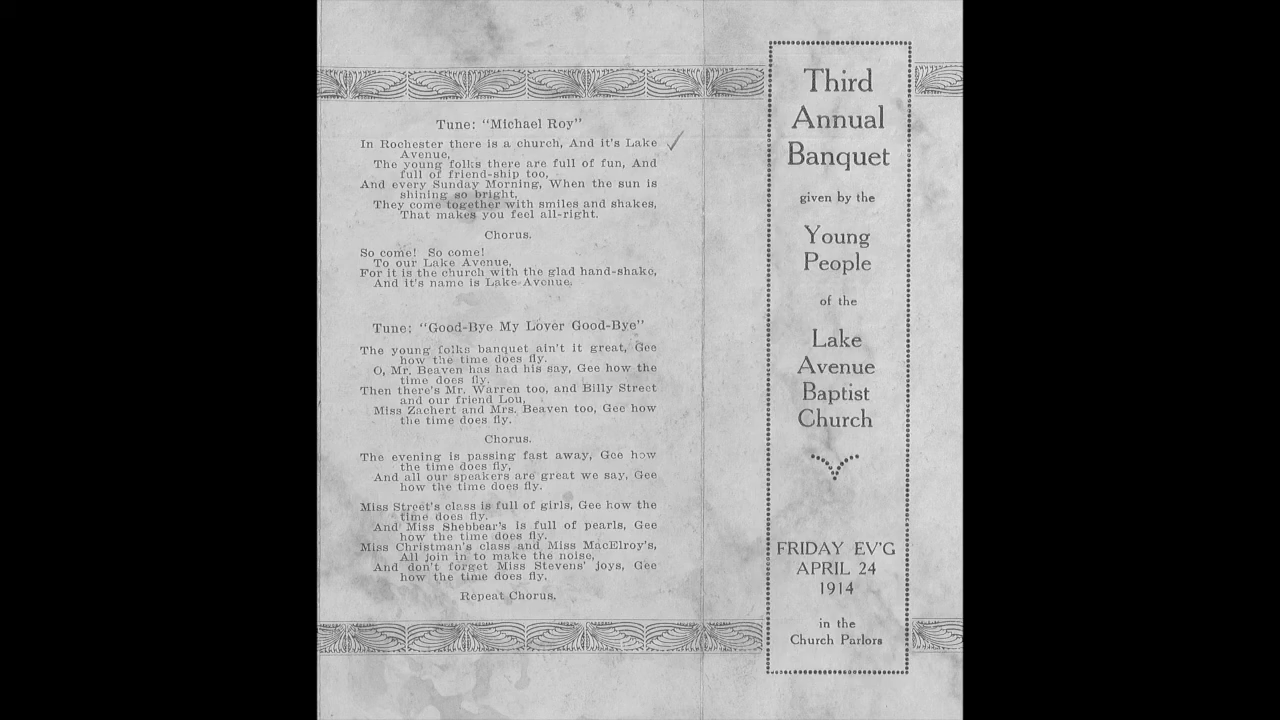 Tune: "Michael Roy"
In Rochester there is a church, And it's Lake
Avenue,
The young folks there are full of fun, And
full of friend-ship too,
And every Sunday Morning, When the sun is
shining so bright,
They come together with smiles and shakes,
That makes you feel all-right.
Chorus.
So come! So come!
To our Lake Avenue,
For it is the church with the glad hand-shake,
And it's name is Lake Avenue.
Tune: "Good-Bye My Lover Good-Bye"
The young folks banquet ain't it great, Gee
how the time does fly.
O, Mr. Beaven has had his say, Gee how the
time does fly.
Then there's Mr. Warren too, and Billy Street
and our friend Lou,
Miss Zachert and Mrs. Beaven too, Gee how
the time does fly.
Chorus.
The evening is passing fast away, Gee how
the time does fly,
And all our speakers are great we say, Gee
how the time does fly.
Miss Street's class is full of girls, Gee how the
time does fly.
And Miss Shebbear's is full of pearls, Gee
how the time does fly.
Miss Christman's class and Miss MacElroy's,
All join in to make the noise,
And don't forget Miss Stevens' joys, Gee
how the time does fly.
Repeat Chorus.
Third
Annual
Banquet
given by the
Young
People
of the
Lake
Avenue
Baptist
Church
FRIDAY EV'G
APRIL 24
1914
in the
Church Parlors